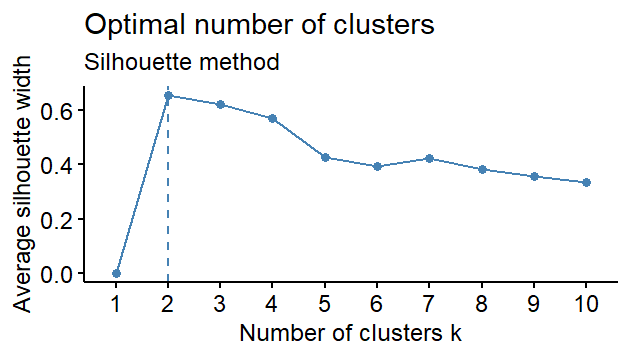 Optimal number of clusters
Silhouette method
Average silhouette width
0.6
0.4
0.2
0.0
1 2 3 4 5 6 7 8 9 10
Number of clusters k